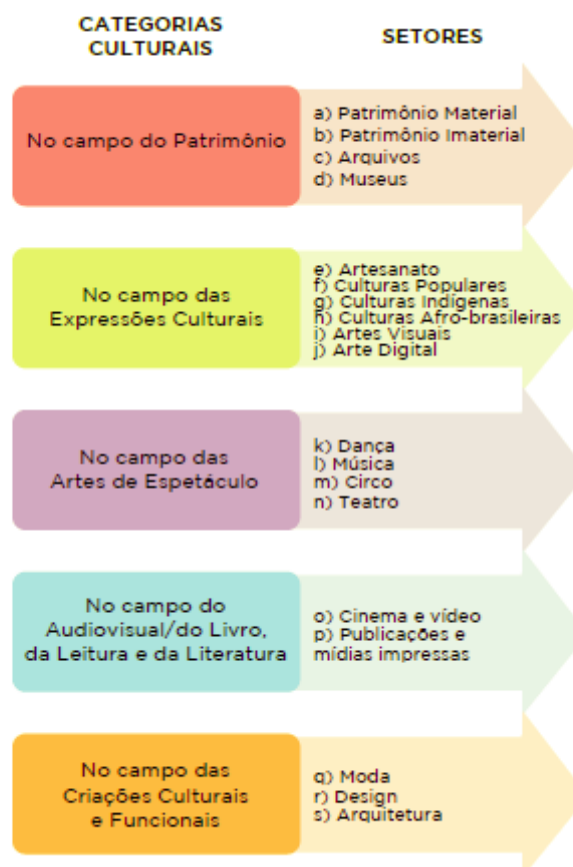 CATEGORIAS
CULTURAIS
SETORES
No campo do Patrimônio
a) Patrimônio Material
b) Patrimônio Imaterial
c) Arquivos
d) Museus
No campo das
Expressões Culturais
e) Artesanato
f) Culturas Populares
g) Culturas Indígenas
h) Culturas Afro-brasileiras
i) Artes Visuais
j) Arte Digital
No campo das
Artes de Espetáculo
k) Dança
l) Música
m) Circo
n) Teatro
No campo do
Audiovisual/do Livro,
da Leitura e da Literatura
o) Cinema e vídeo
p) Publicações e
mídias impressas
No campo das
Criações Culturais
e Funcionais
q) Moda
r) Design
s) Arquitetura